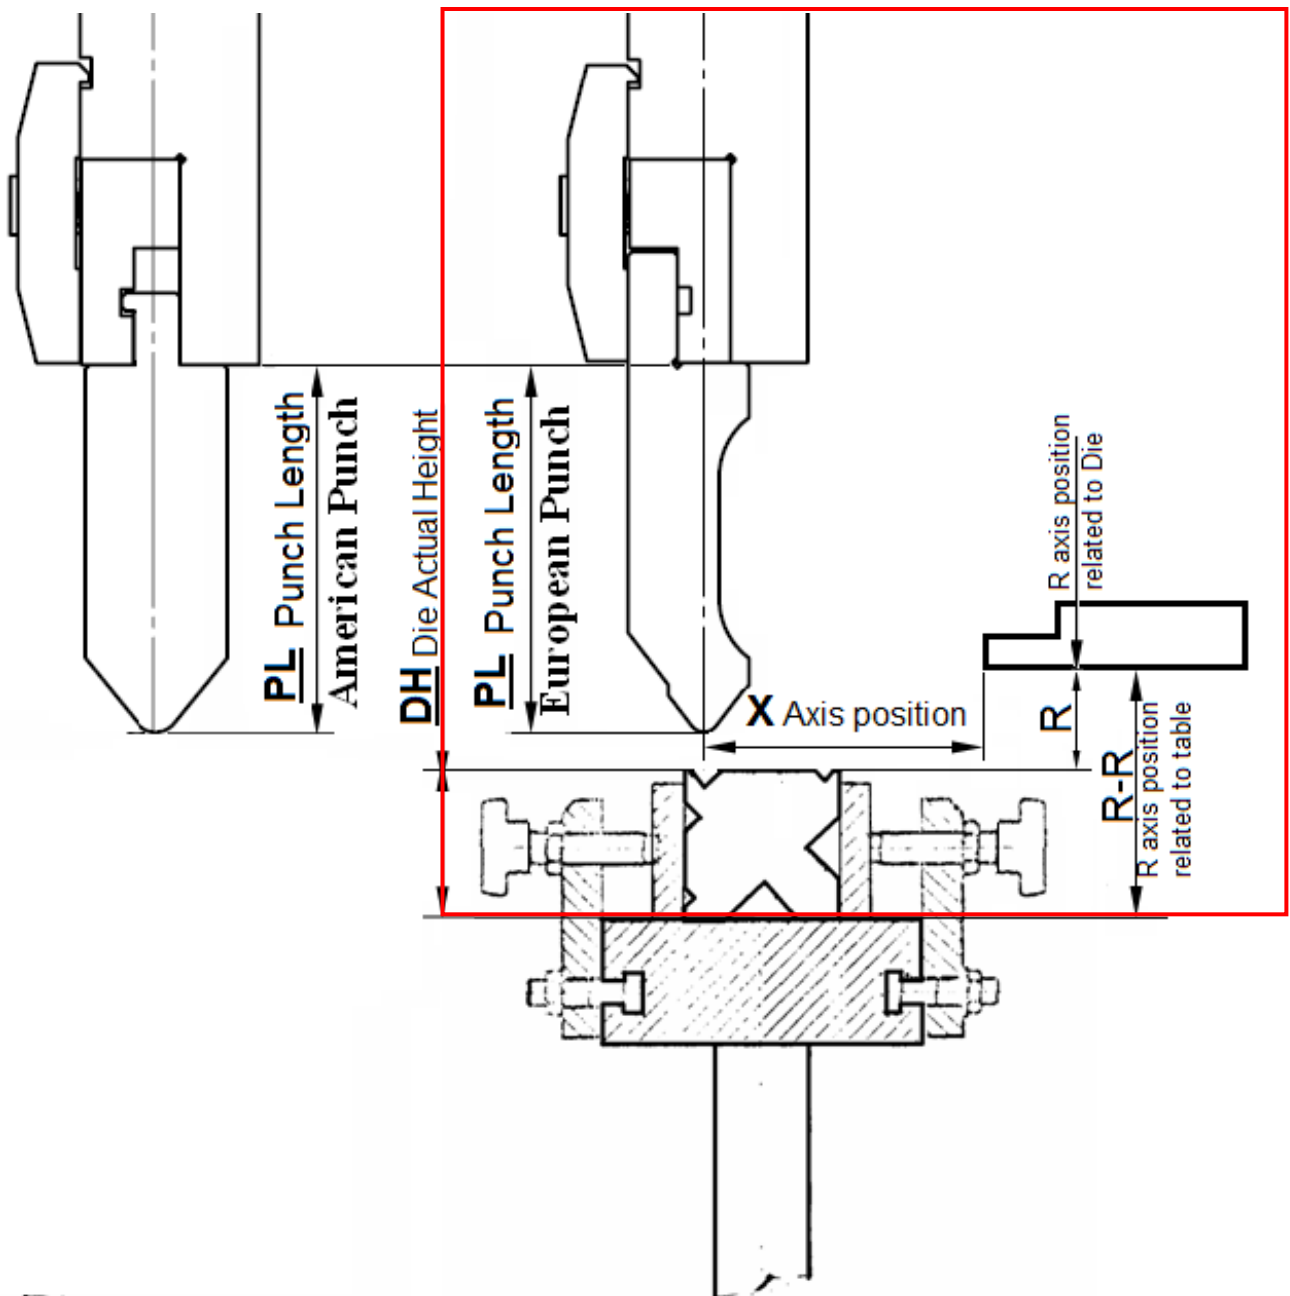 PL Punch Length
American Punch
DH Die Actual Height
PL Punch Length
European Punch
X Axis position
R axis position
related to Die
R
R-R
R axis position
related to table